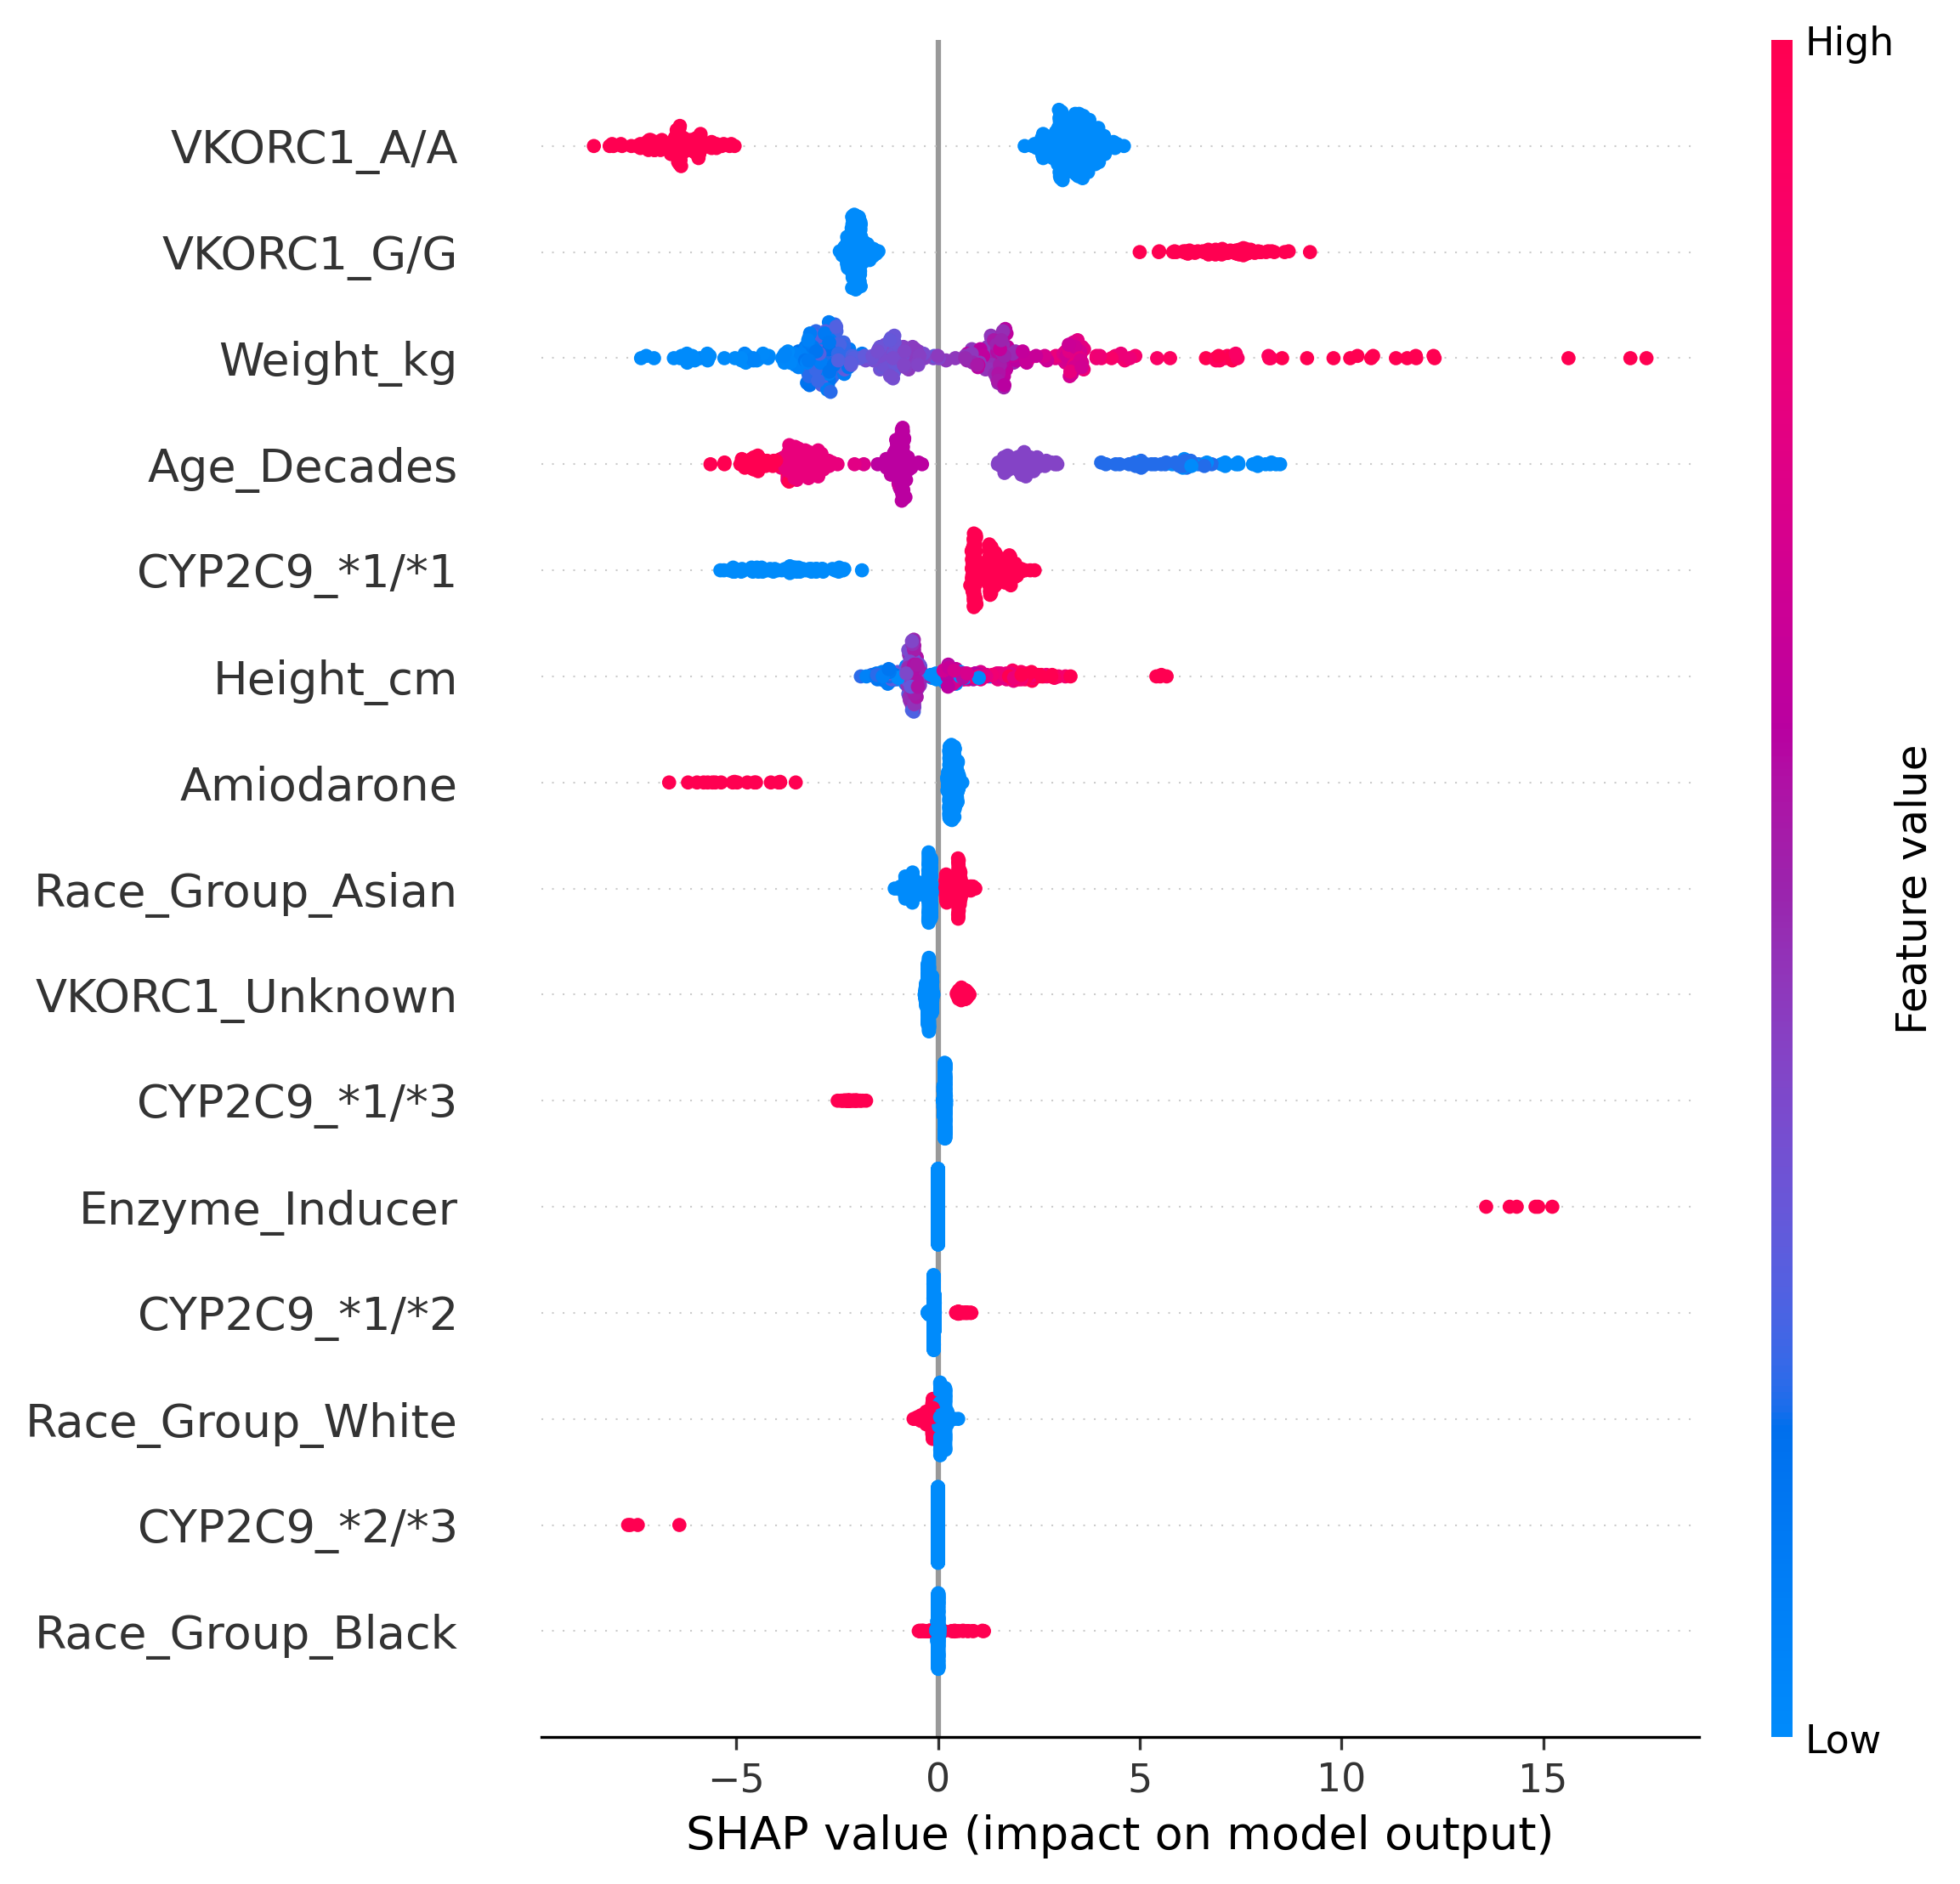 High
VKORC1_A/A
VKORC1_G/G
Weight_kg
Age_Decades
CYP2C9_*1/*1
Height_cm
Amiodarone
Race_Group_Asian
VKORC1_Unknown
CYP2C9_*1/*3
Enzyme_Inducer
CYP2C9_*1/*2
Race_Group_White
CYP2C9_*2/*3
Race_Group_Black
Feature value
Low
−5 0 5 10 15
SHAP value (impact on model output)